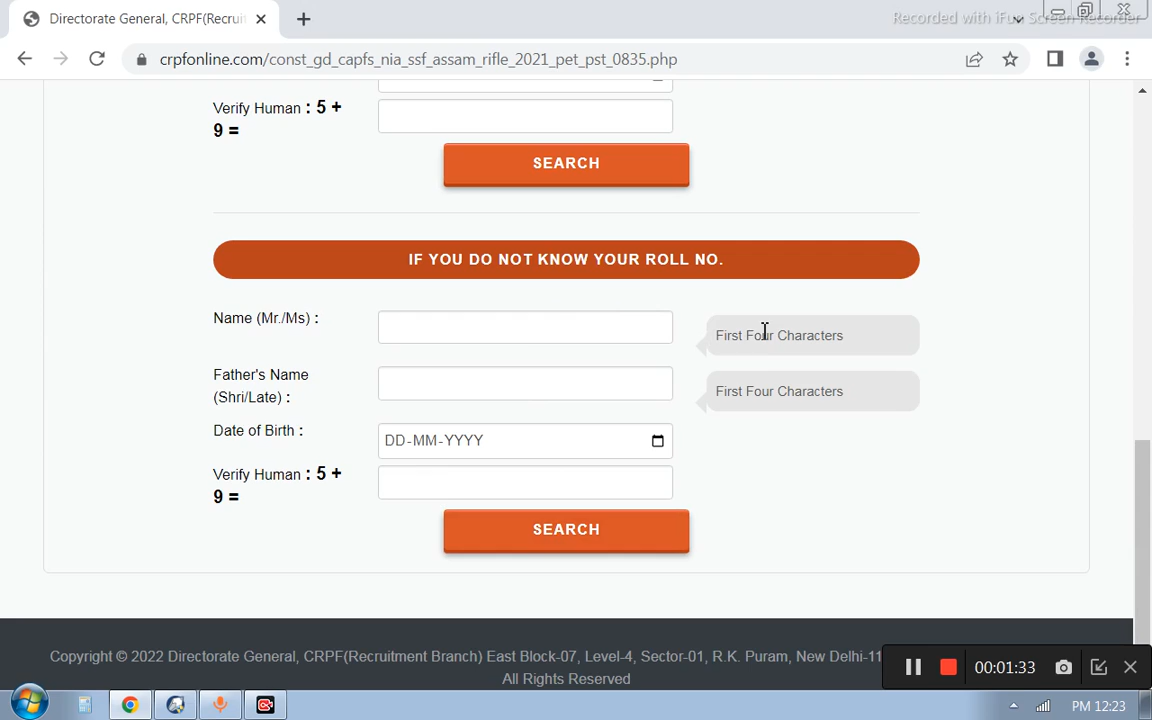 Directorate General, CRPF(Recrui
Recorded with iFun Screen Recorder
crpfonline.com/const_gd_capfs_nia_ssf_assam_rifle_2021_pet_pst_0835.php
Verify Human : 5 +
9 =
SEARCH
IF YOU DO NOT KNOW YOUR ROLL NO.
Name (Mr./Ms) :
First Four Characters
Father's Name
(Shri/Late) :
First Four Characters
Date of Birth :
DD-MM-YYYY
Verify Human : 5 +
9 =
SEARCH
Copyright © 2022 Directorate General, CRPF(Recruitment Branch) East Block-07, Level-4, Sector-01, R.K. Puram, New Delhi-11
All Rights Reserved
00:01:33
PM 12:23